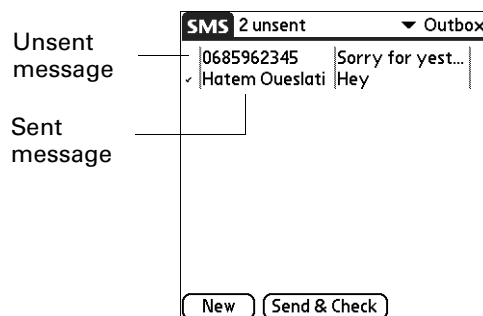 SMS 2 unsent Outbox
Unsent
message
0685962345 Sorry for yest...
Hatem Oueslati Hey
Sent
message
New Send & Check